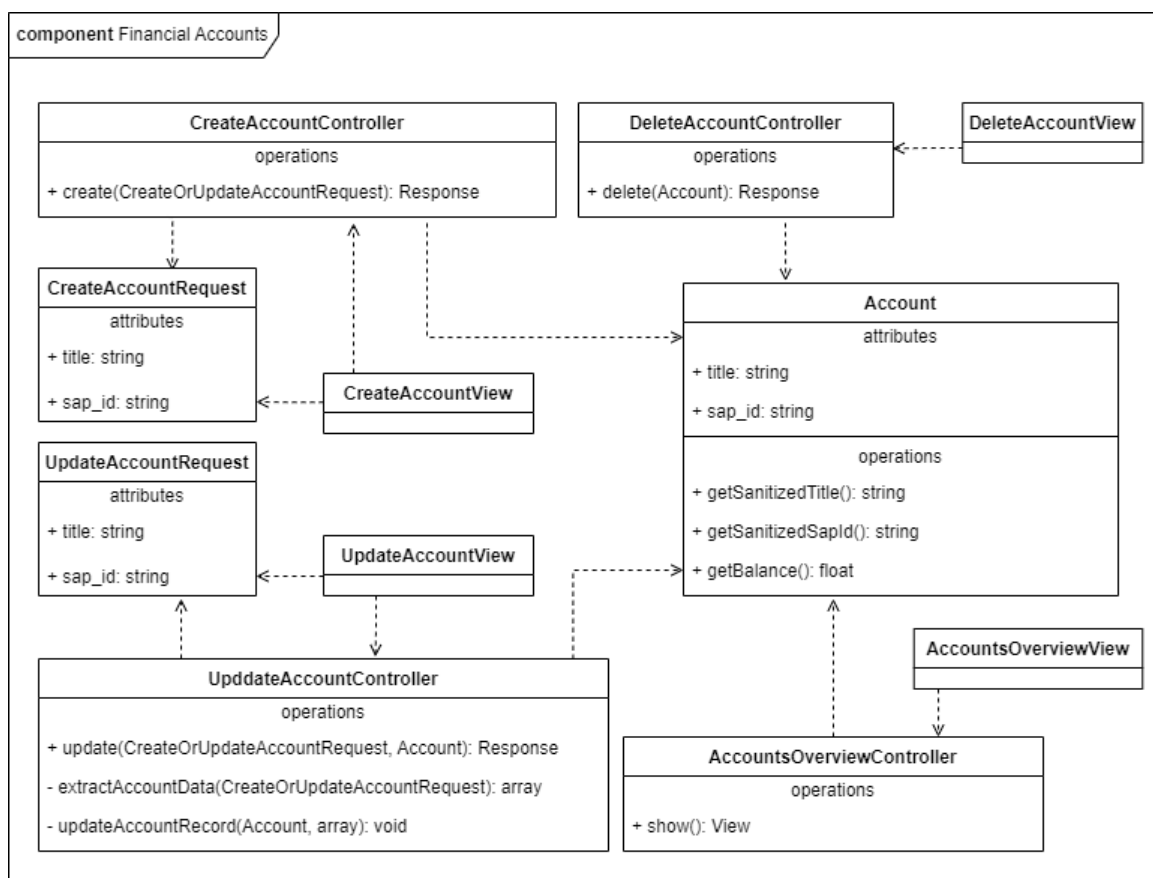 component Financial Accounts
CreateAccountController
operations
+ create(CreateOrUpdateAccountRequest): Response
DeleteAccountController
operations
+ delete(Account): Response
DeleteAccountView
CreateAccountRequest
attributes
+ title: string
+ sap_id: string
CreateAccountView
Account
attributes
+ title: string
+ sap_id: string
operations
+ getSanitizedTitle(): string
+ getSanitizedSapId(): string
+ getBalance(): float
UpdateAccountRequest
attributes
+ title: string
+ sap_id: string
UpdateAccountView
UpddateAccountController
operations
+ update(CreateOrUpdateAccountRequest, Account): Response
- extractAccountData(CreateOrUpdateAccountRequest): array
- updateAccountRecord(Account, array): void
AccountsOverviewView
AccountsOverviewController
operations
+ show(): View